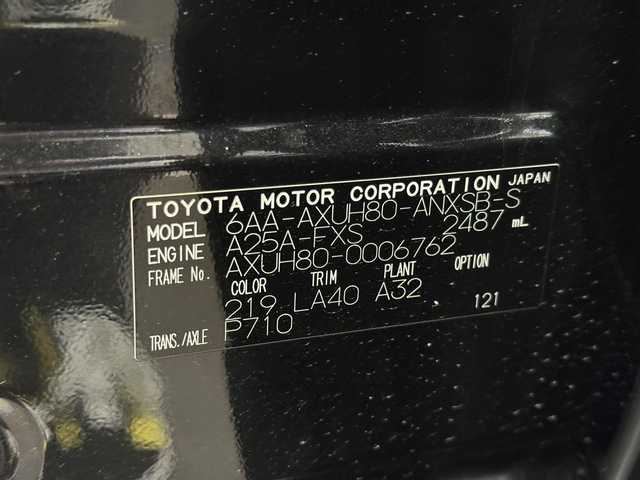 TOYOTA MOTOR CORPORATION JAPAN
MODEL 6AA-AXUH80-ANXSB-S
ENGINE A25A-FXS 2487 mL
FRAME No. AXUH80-0006762
COLOR TRIM PLANT OPTION
219 LA40 A32
TRANS./AXLE P710 121